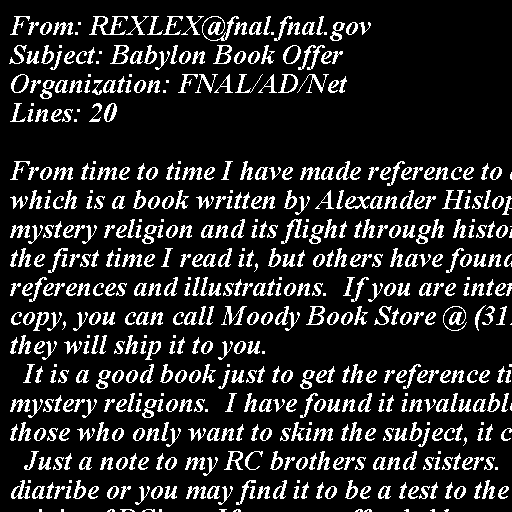 From: REXLEX@fnal.fnal.gov
Subject: Babylon Book Offer
Organization: FNAL/AD/Net
Lines: 20

From time to time I have made reference to
which is a book written by Alexander Hislop
mystery religion and its flight through
the first time I read it, but others have found
references and illustrations.  If you are
copy, you can call Moody Book Store @ (31
they will ship it to you.
  It is a good book just to get the reference
mystery religions.  I have found it
those who only want to skim the subject, it
  Just a note to my RC brothers and sisters.
diatribe or you may find it to be a test to the